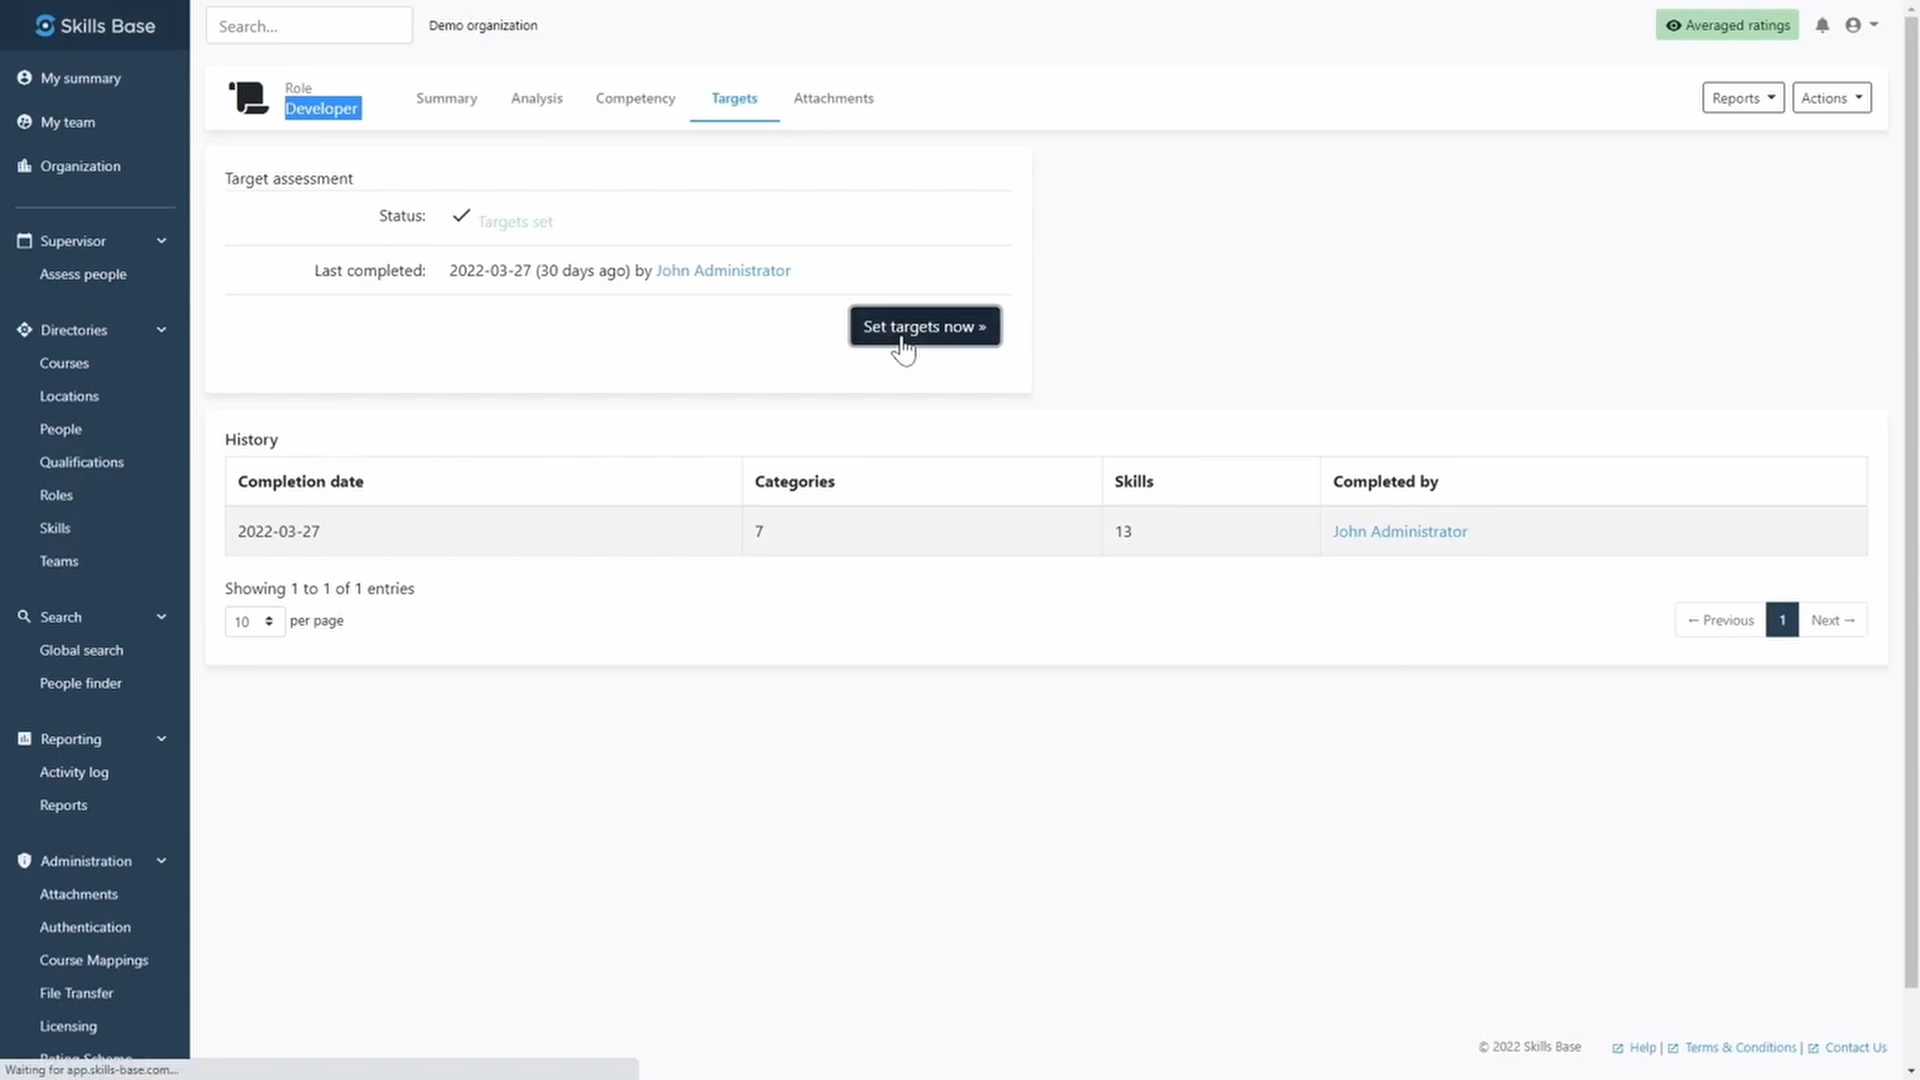 Skills Base
Search...
Demo organization
Averaged ratings
My summary
My team
Organization
Supervisor
Assess people
Directories
Courses
Locations
People
Qualifications
Roles
Skills
Teams
Search
Global search
People finder
Reporting
Activity log
Reports
Administration
Attachments
Authentication
Course Mappings
File Transfer
Licensing
Rating Scheme
Waiting for app.skills-base.com...
Role
Developer
Summary Analysis Competency Targets Attachments
Reports Actions
Target assessment
Status: Targets set
Last completed: 2022-03-27 (30 days ago) by John Administrator
Set targets now »
History
Completion date Categories Skills Completed by
2022-03-27 7 13 John Administrator
Showing 1 to 1 of 1 entries
10 per page
← Previous 1 Next →
© 2022 Skills Base Help | Terms & Conditions | Contact Us